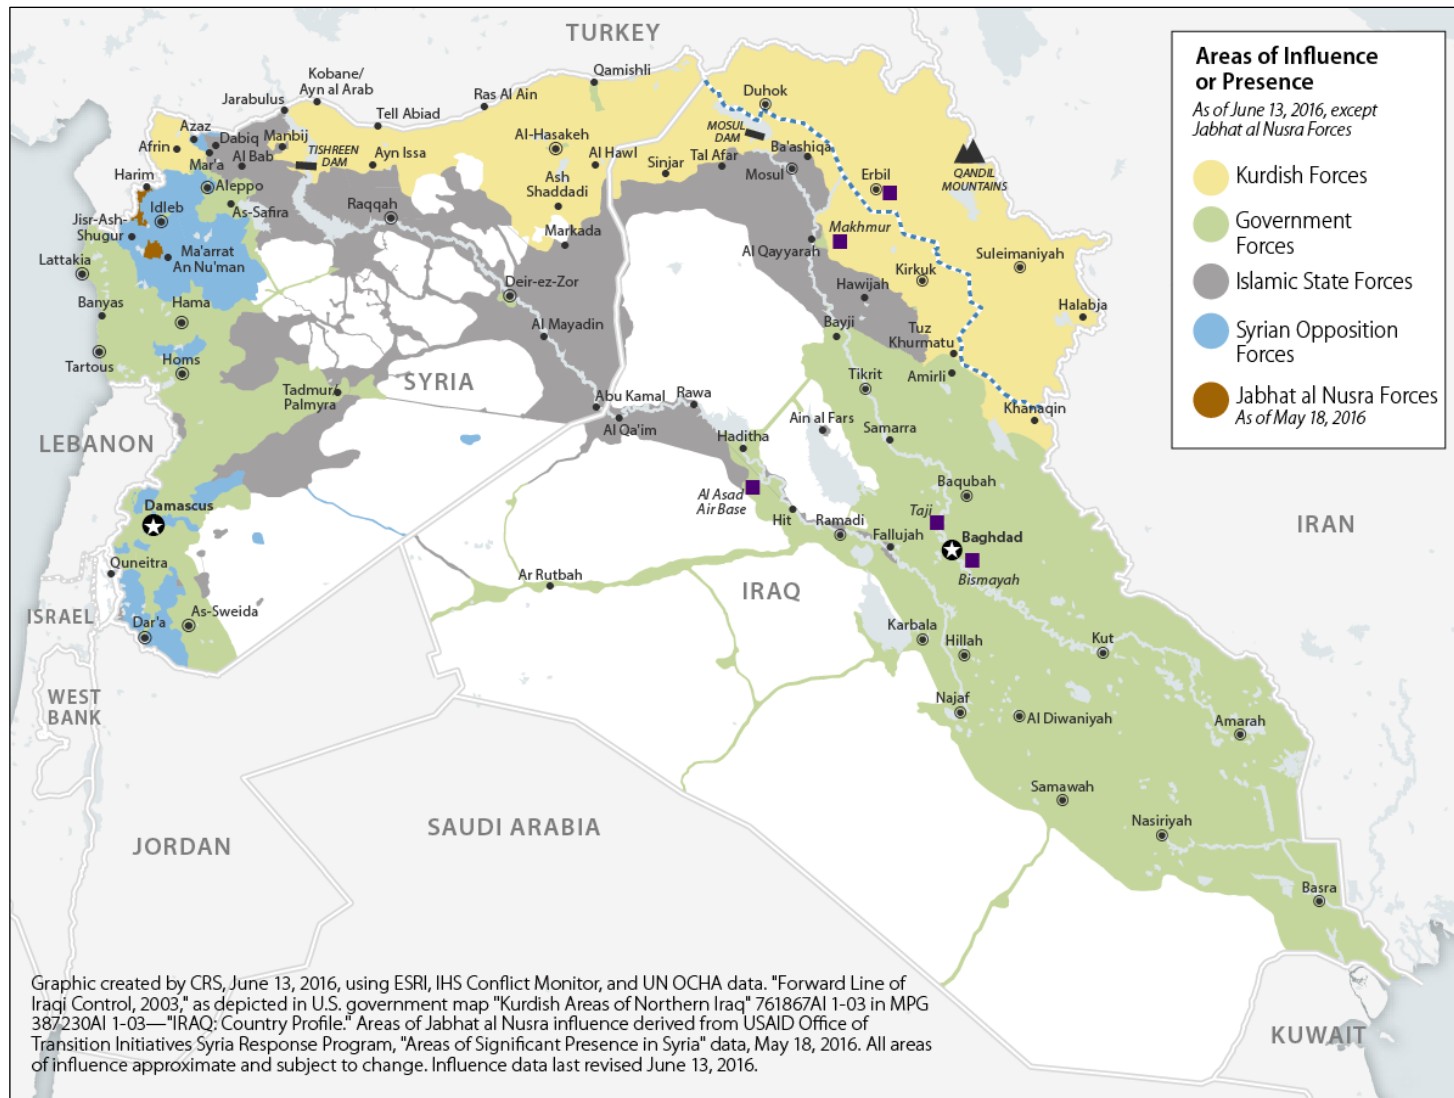 TURKEY
Areas of Influence
or Presence
As of June 13, 2016, except
Jabhat al Nusra Forces
Kurdish Forces
Government
Forces
Islamic State Forces
Syrian Opposition
Forces
Jabhat al Nusra Forces
As of May 18, 2016
Kobane/
Ayn al Arab
Qamishli
Jarabulus
Tell Abiad
Ras Al Ain
Duhok
Azaz
Dabiq
Manbij
Afrin
Mar'a
Al Bab
TISHREEN
DAM
Ayn Issa
Al-Hasakeh
Al Hawl
MOSUL
DAM
Ba'ashiqa
Sinjar
Tal Afar
Mosul
Erbil
QANDIL
MOUNTAINS
Harim
Aleppo
Ash
Shaddadi
Idleb
As-Safira
Raqqah
Jisr-Ash-
Shugur
Markada
Makhmur
Al Qayyarah
Ma'arrat
An Nu'man
Lattakia
Suleimaniyah
Kirkuk
Deir-ez-Zor
Hawijah
Banyas
Hama
Halabja
Al Mayadin
Bayji
Tuz
Khurmatu
Tartous
Homs
SYRIA
Tikrit
Amirli
Tadmur/
Palmyra
Abu Kamal
Rawa
Khanaqin
Al Qa'im
Ain al Fars
Samarra
LEBANON
Haditha
Baqubah
Al Asad
Air Base
Damascus
Hit
Ramadi
Taji
Fallujah
Baghdad
IRAN
Quneitra
Ar Rutbah
IRAQ
Bismayah
ISRAEL
As-Sweida
Dar'a
Karbala
Hillah
Kut
WEST
BANK
Najaf
Al Diwaniyah
Amarah
Samawah
SAUDI ARABIA
Nasiriyah
JORDAN
Basra
Graphic created by CRS, June 13, 2016, using ESRI, IHS Conflict Monitor, and UN OCHA data. "Forward Line of
Iraqi Control, 2003," as depicted in U.S. government map "Kurdish Areas of Northern Iraq" 761867AI 1-03 in MPG
387230AI 1-03—"IRAQ: Country Profile." Areas of Jabhat al Nusra influence derived from USAID Office of
Transition Initiatives Syria Response Program, "Areas of Significant Presence in Syria" data, May 18, 2016. All areas
of influence approximate and subject to change. Influence data last revised June 13, 2016.
KUWAIT